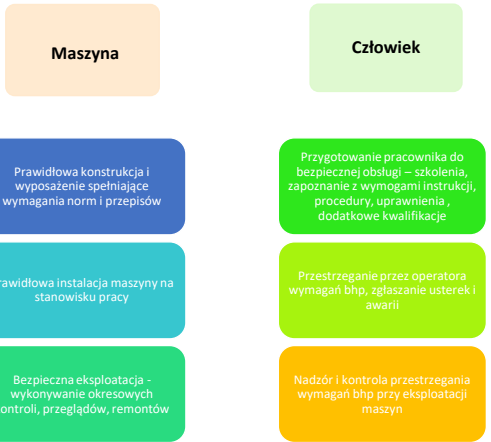 Maszyna
Człowiek
Prawidłowa konstrukcja i
wyposażenie spełniające
wymagania norm i przepisów
Przygotowanie pracownika do
bezpiecznej obsługi – szkolenia,
zapoznanie z wymogami instrukcji,
procedury, uprawnienia ,
dodatkowe kwalifikacje
rawidłowa instalacja maszyny na
stanowisku pracy
Przestrzeganie przez operatora
wymagań bhp, zgłaszanie usterek i
awarii
Bezpieczna eksploatacja -
wykonywanie okresowych
ontroli, przeglądów, remontów
Nadzór i kontrola przestrzegania
wymagań bhp przy eksploatacji
maszyn